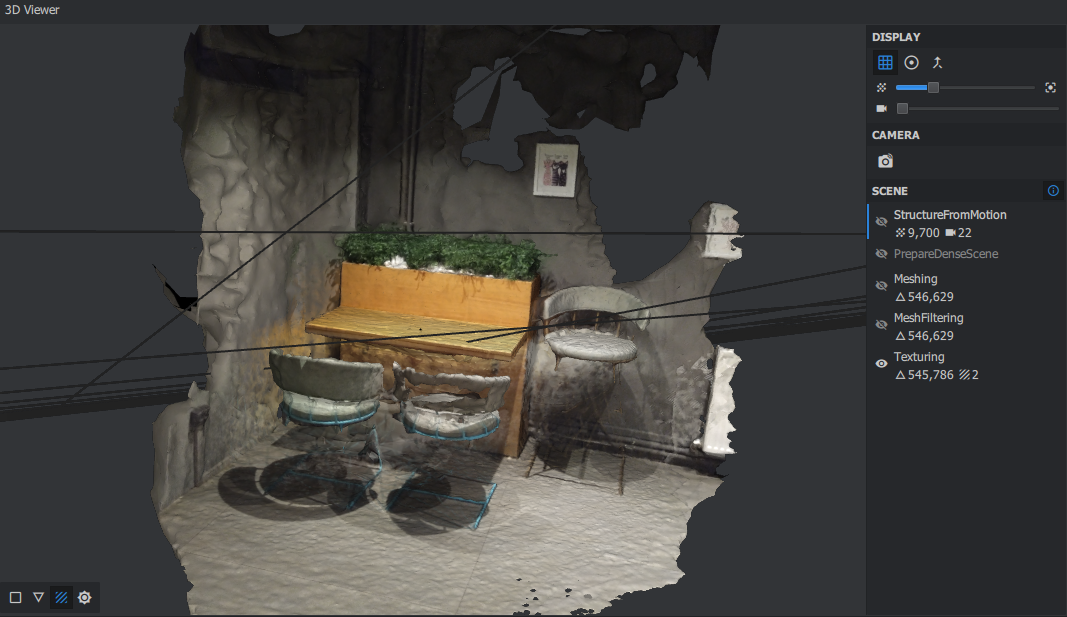 3D Viewer
DISPLAY
CAMERA
SCENE
StructureFromMotion
9,700 22
PrepareDenseScene
Meshing
546,629
MeshFiltering
546,629
Texturing
545,786 2